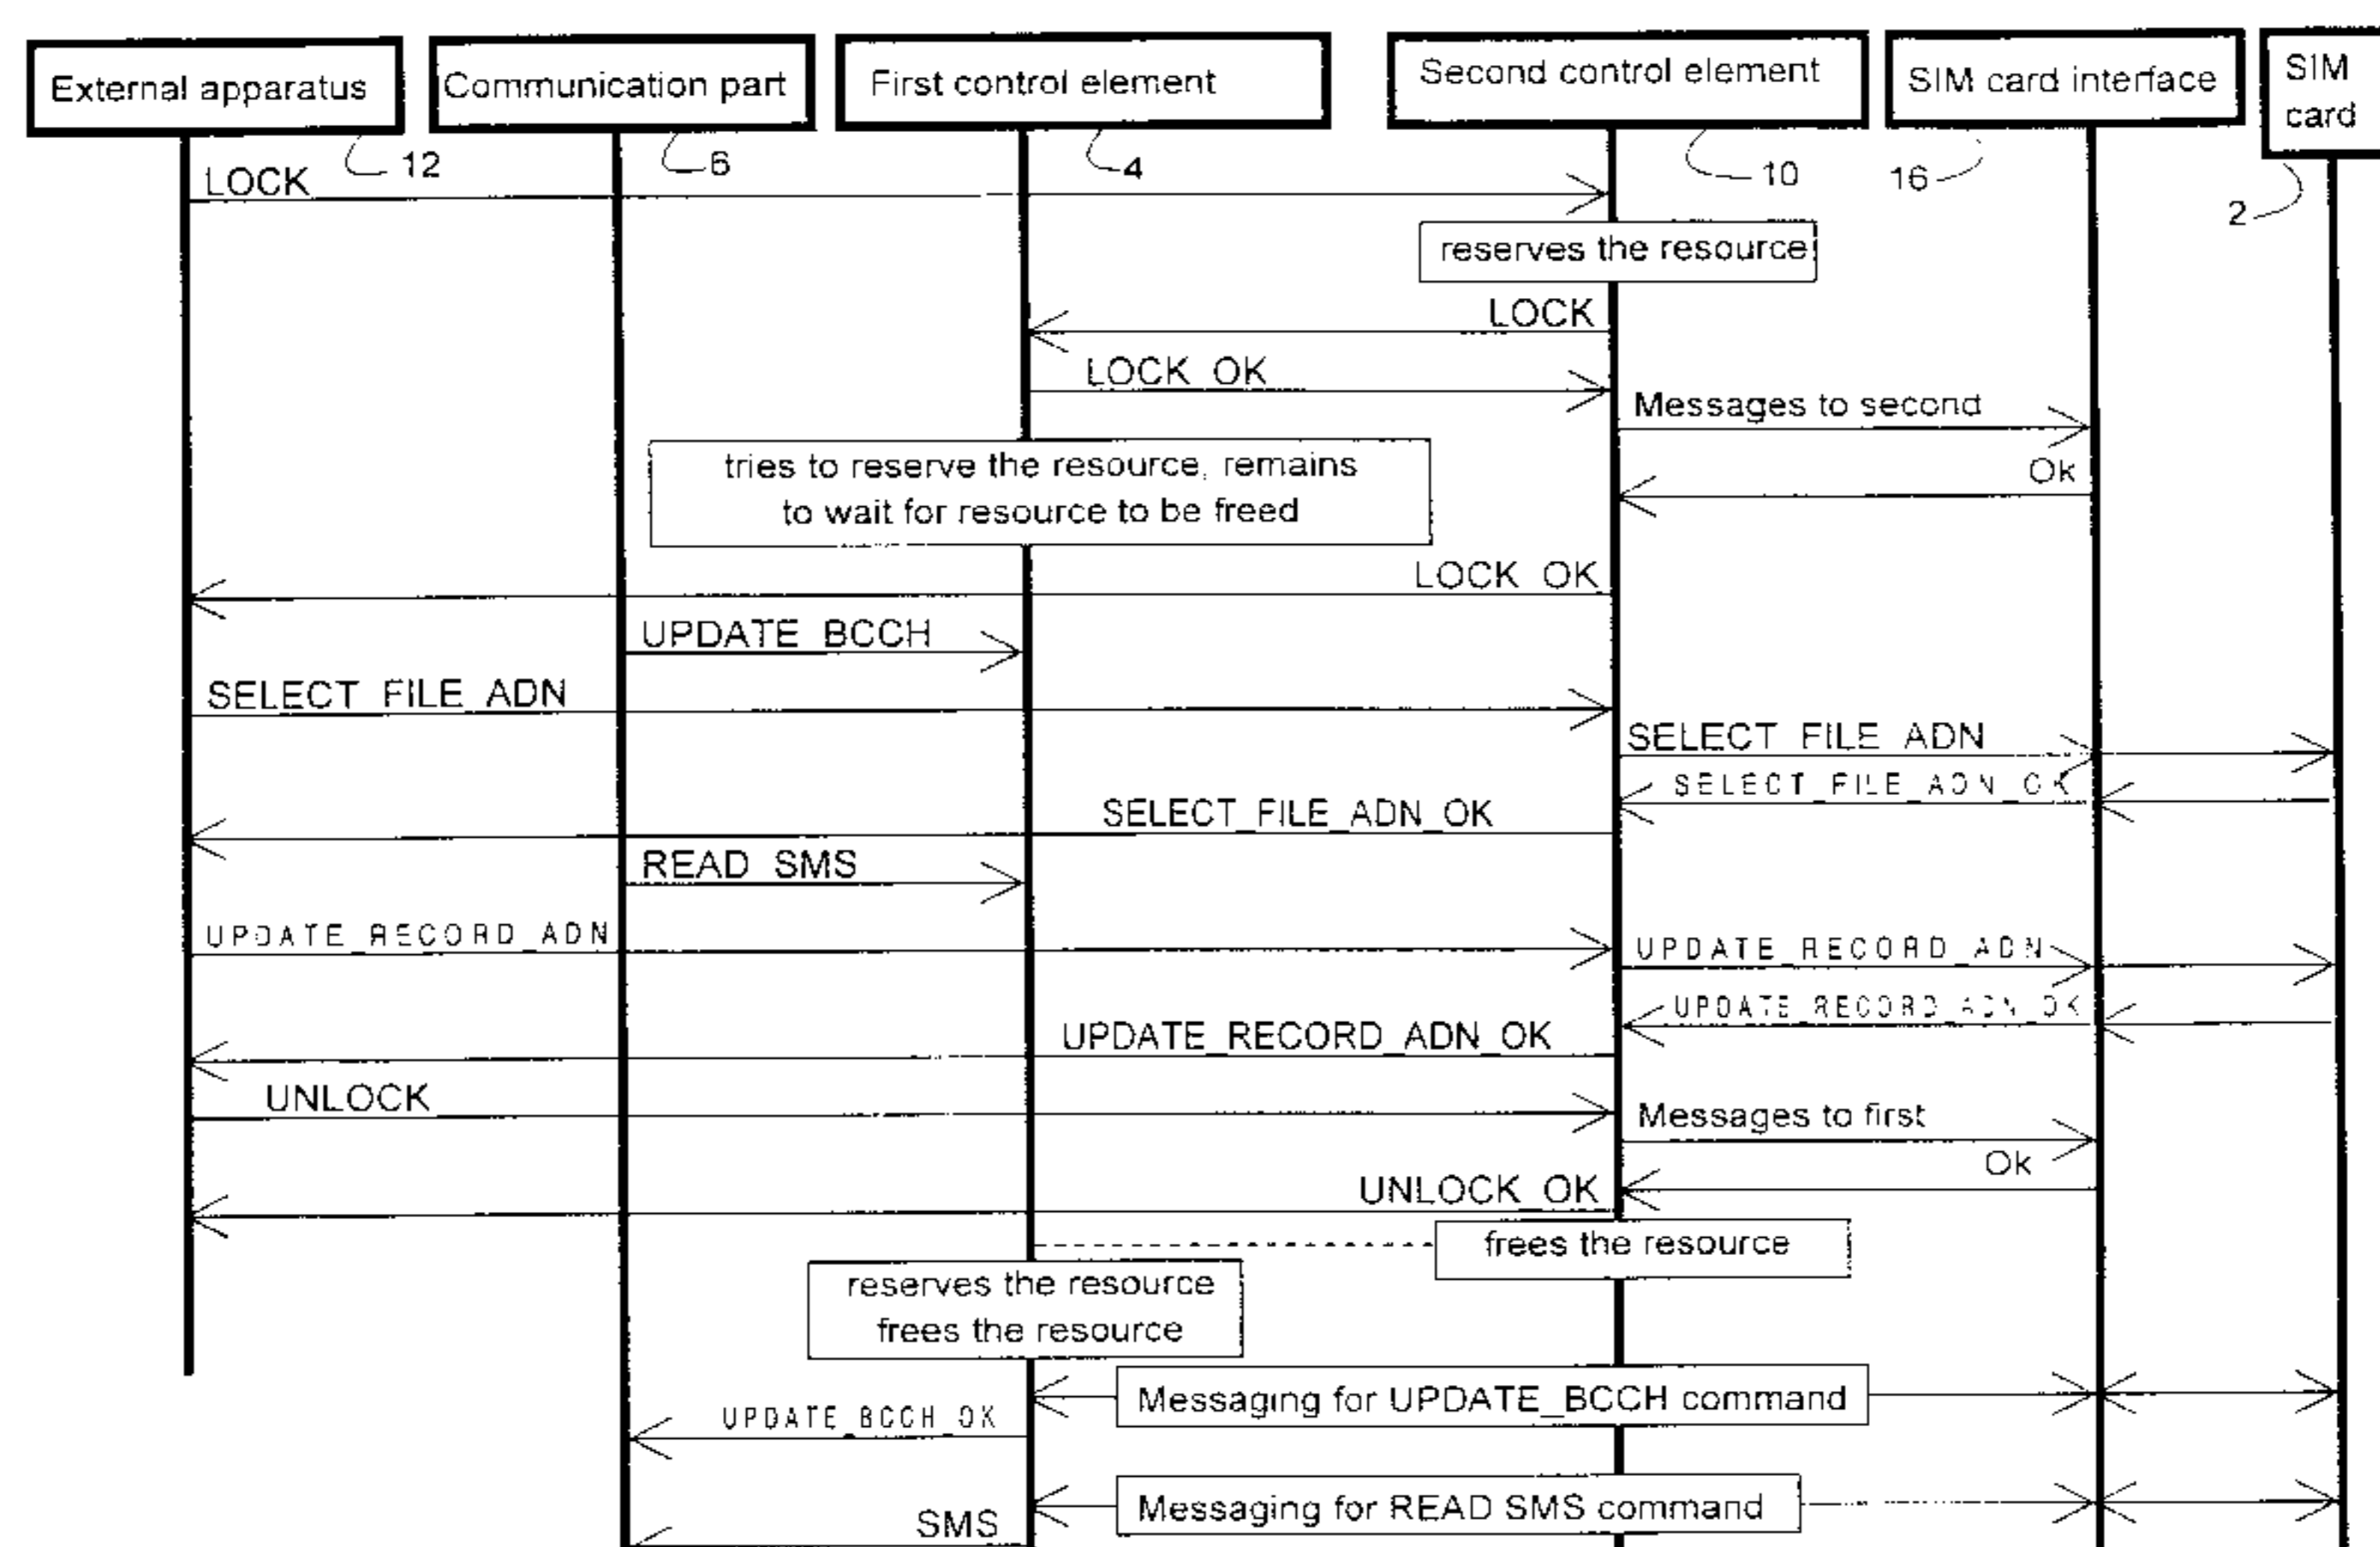 External apparatus
Communication part
First control element
Second control element
SIM card interface
SIM
card
12
6
4
10
16
2
LOCK
reserves the resource
LOCK
LOCK_OK
Messages to second
tries to reserve the resource, remains
to wait for resource to be freed
Ok
LOCK_OK
UPDATE_BCCH
SELECT_FILE_ADN
SELECT_FILE_ADN
SELECT_FILE_ADN_OK
SELECT_FILE_ADN_OK
READ_SMS
UPDATE_RECORD_ADN
UPDATE_RECORD_ADN
UPDATE_RECORD_ADN_OK
UPDATE_RECORD_ADN_OK
UNLOCK
Messages to first
Ok
UNLOCK_OK
frees the resource
reserves the resource
frees the resource
Messaging for UPDATE_BCCH command
UPDATE_BCCH_OK
Messaging for READ SMS command
SMS